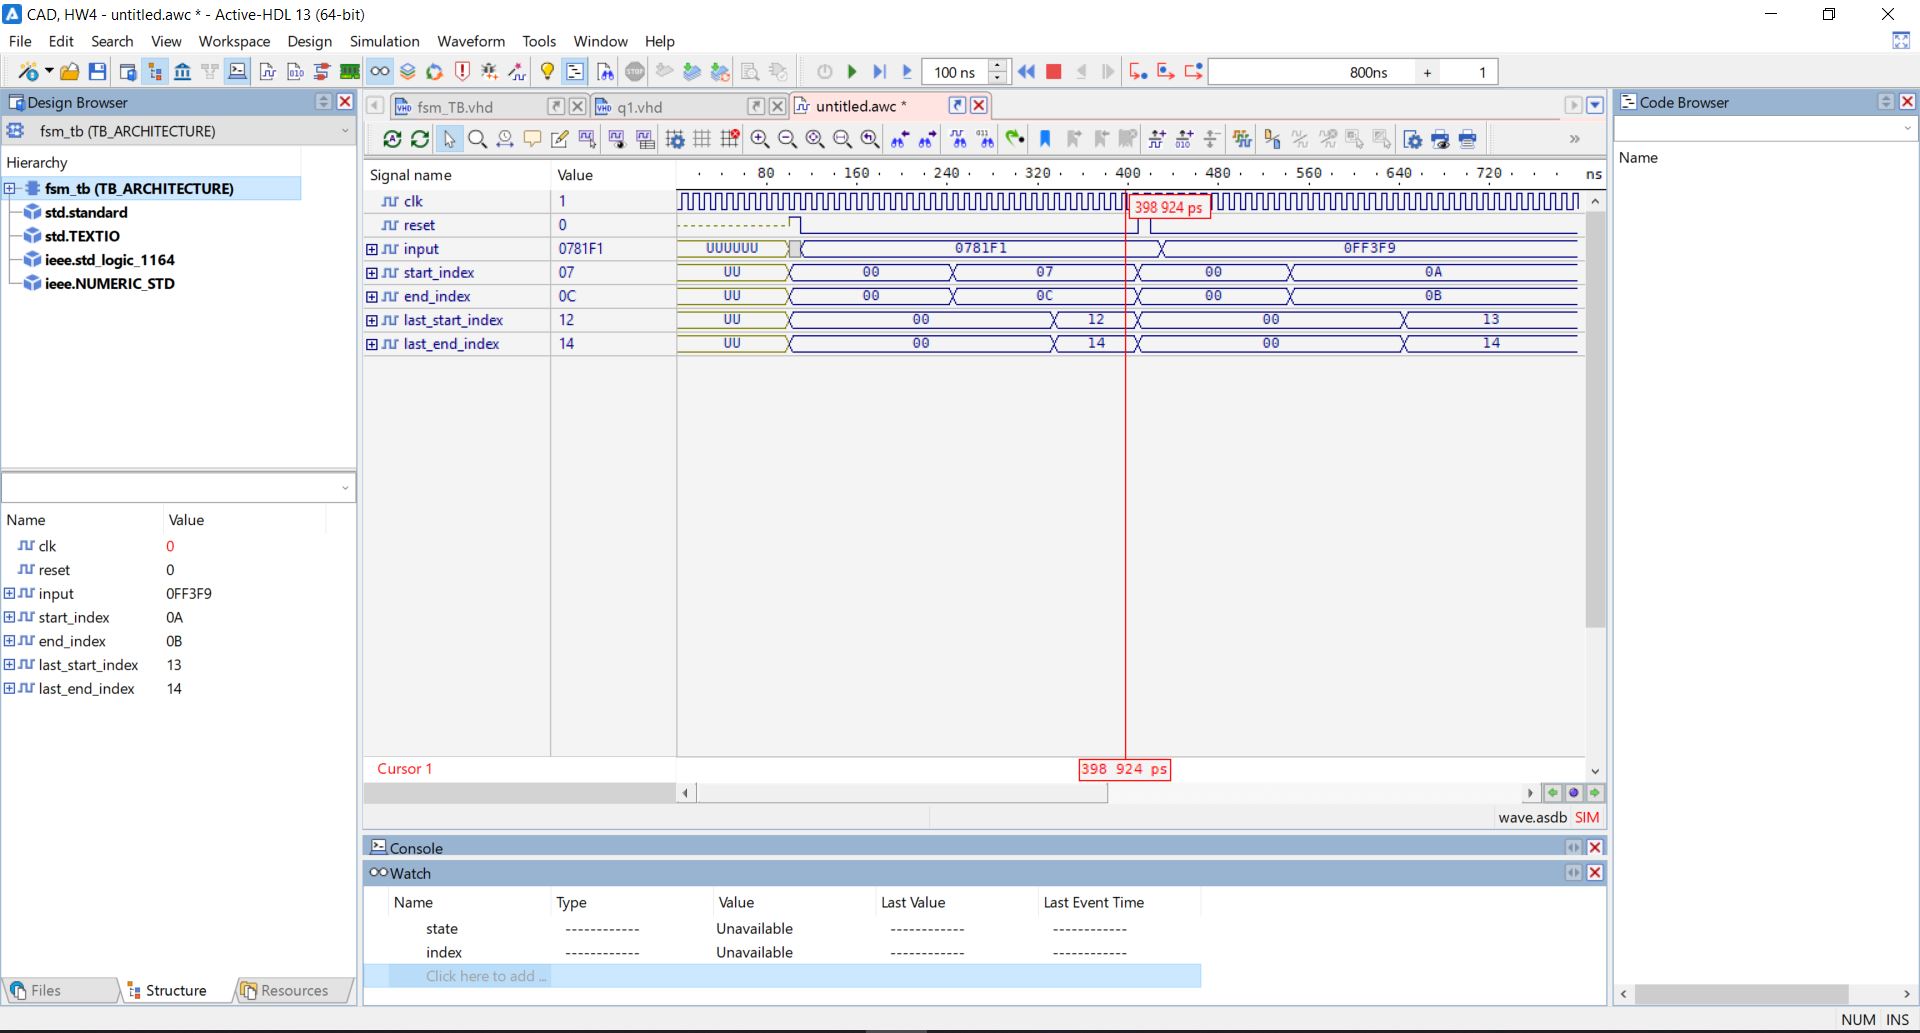 CAD, HW4 - untitled.awc * - Active-HDL 13 (64-bit)
File Edit Search View Workspace Design Simulation Waveform Tools Window Help
100 ns 800ns + 1
Design Browser
fsm_tb (TB_ARCHITECTURE)
Hierarchy
fsm_tb (TB_ARCHITECTURE)
std.standard
std.TEXTIO
ieee.std_logic_1164
ieee.NUMERIC_STD
Name Value
clk 0
reset 0
input 0FF3F9
start_index 0A
end_index 0B
last_start_index 13
last_end_index 14
Files Structure Resources
fsm_TB.vhd q1.vhd untitled.awc *
Signal name Value 80 160 240 320 400 480 560 640 720 ns
clk 1
398 924 ps
reset 0
input 0781F1 UUUUUU 0781F1 0FF3F9
start_index 07 UU 00 07 00 0A
end_index 0C UU 00 0C 00 0B
last_start_index 12 UU 00 12 00 13
last_end_index 14 UU 00 14 00 14
Cursor 1 398 924 ps
wave.asdb SIM
Console
Watch
Name Type Value Last Value Last Event Time
state ------------ Unavailable ------------ ------------
index ------------ Unavailable ------------ ------------
Click here to add ...
Code Browser
Name
NUM INS